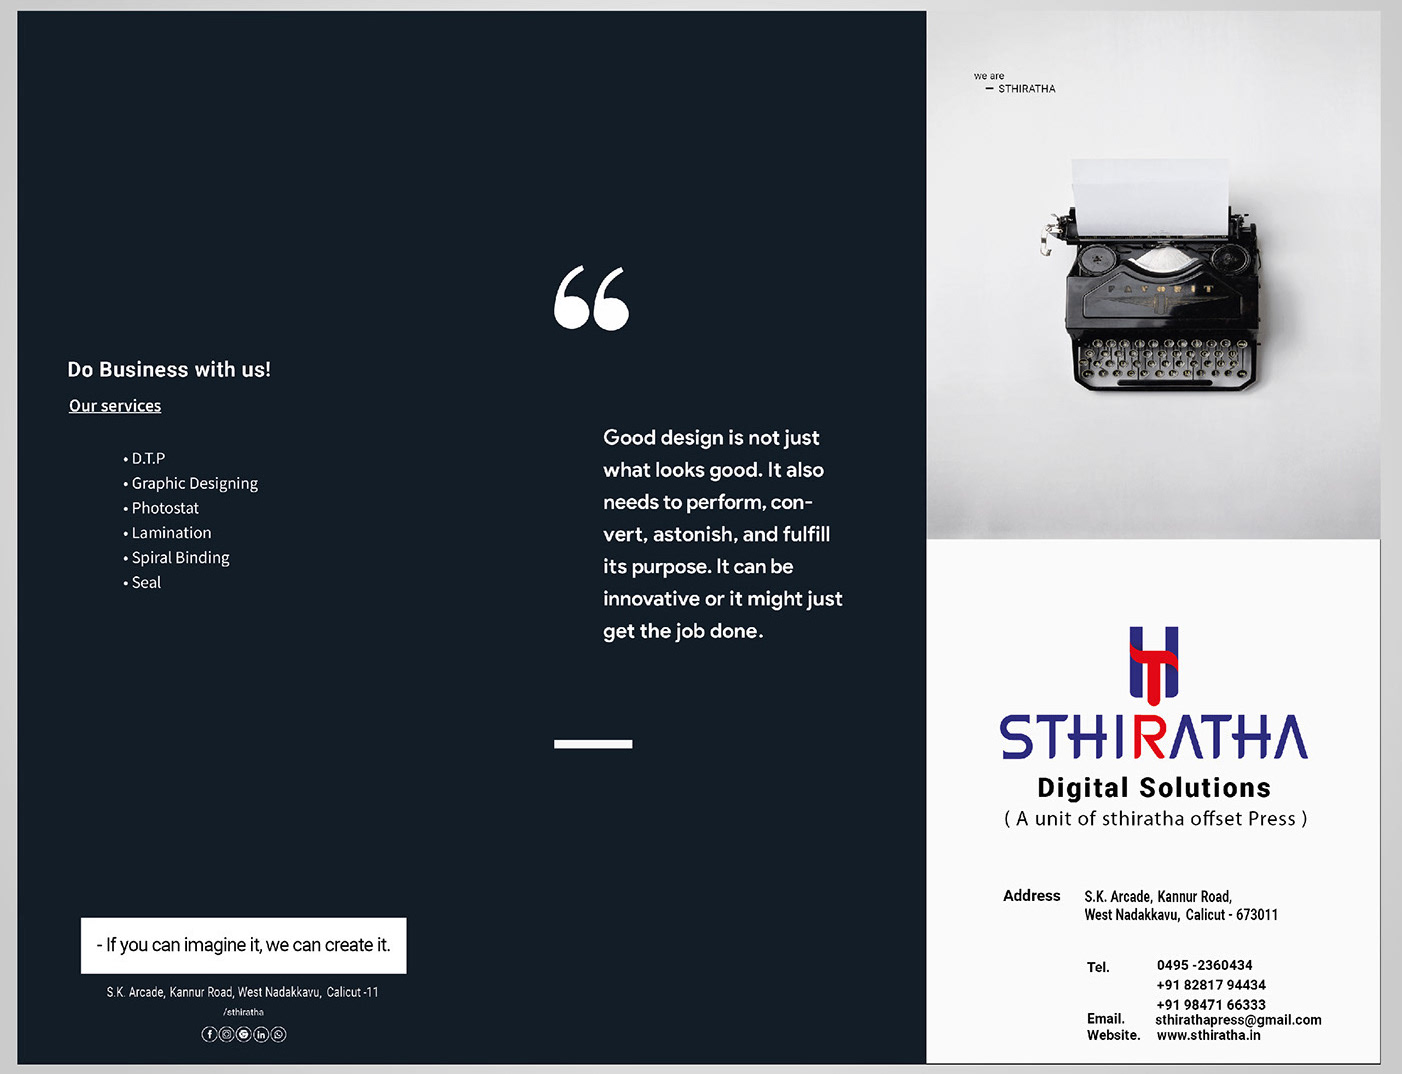 Do Business with us!
Our services
• D.T.P
• Graphic Designing
• Photostat
• Lamination
• Spiral Binding
• Seal
- If you can imagine it, we can create it.
S.K. Arcade, Kannur Road, West Nadakkavu, Calicut -11
/sthiratha
“
Good design is not just
what looks good. It also
needs to perform, con-
vert, astonish, and fulfill
its purpose. It can be
innovative or it might just
get the job done.
we are
— STHIRATHA
FAVORIT
STHIRATHA
Digital Solutions
( A unit of sthiratha offset Press )
Address S.K. Arcade, Kannur Road,
West Nadakkavu, Calicut - 673011
Tel. 0495 -2360434
+91 82817 94434
+91 98471 66333
Email. sthirathapress@gmail.com
Website. www.sthiratha.in